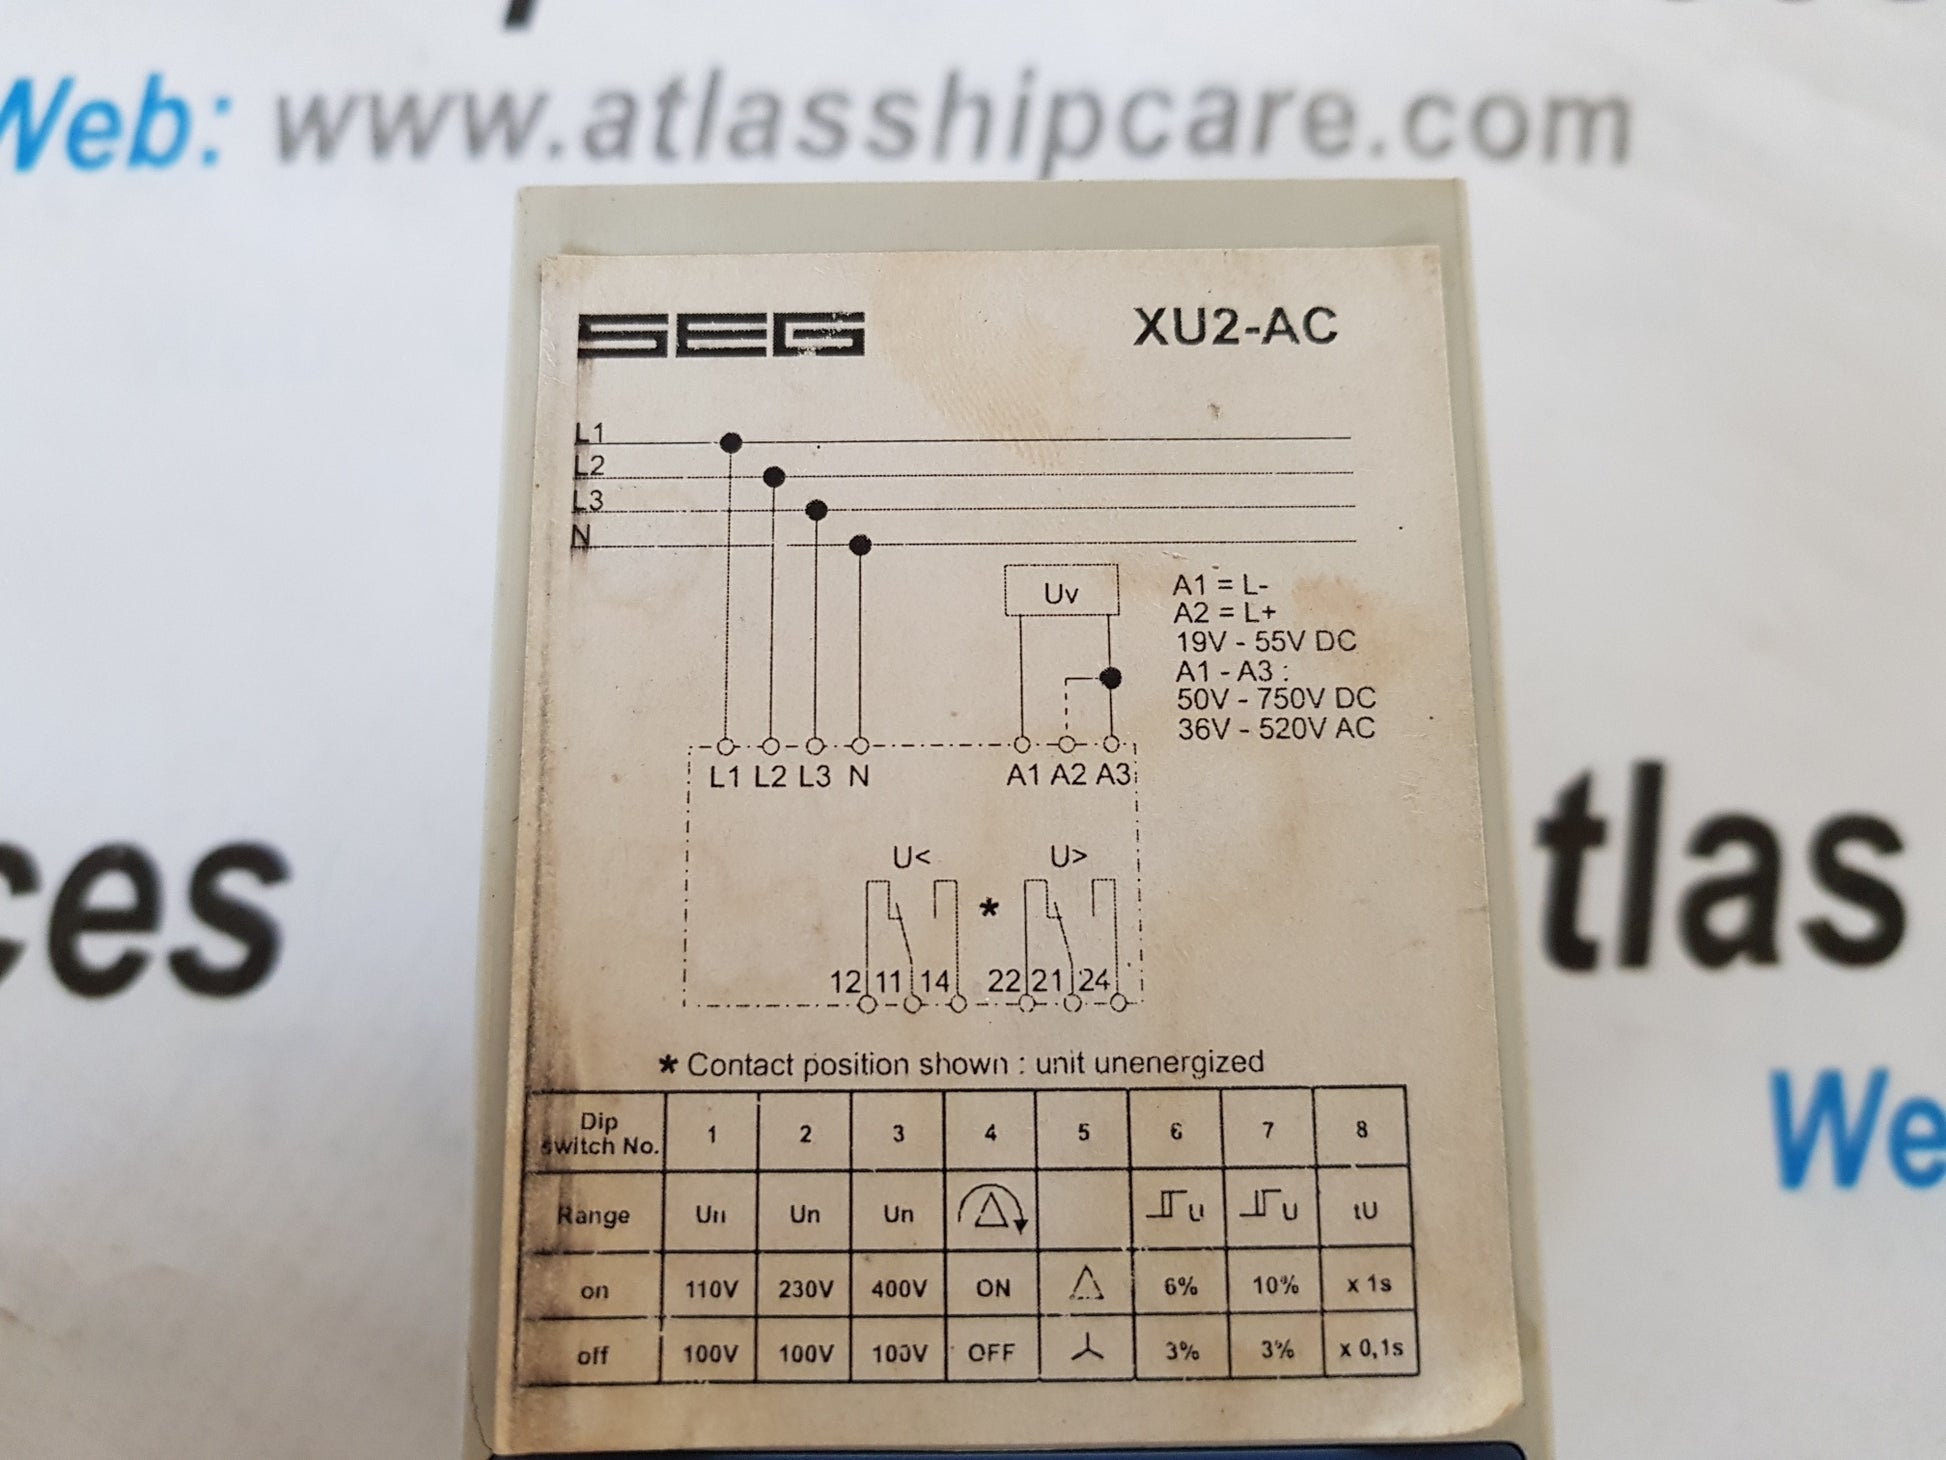 Web: www.atlasshipcare.com
SEG XU2-AC
L1
L2
L3
N
Uv
A1 = L-
A2 = L+
19V - 55V DC
A1 - A3 :
50V - 750V DC
36V - 520V AC
L1 L2 L3 N A1 A2 A3
ces
tlas
U< U>
*
12 11 14 22 21 24
* Contact position shown : unit unenergized
We
Dip switch No. 1 2 3 4 5 6 7 8
Range Un Un Un U U tU
on 110V 230V 400V ON 6% 10% x 1s
off 100V 100V 100V OFF 3% 3% x 0,1s